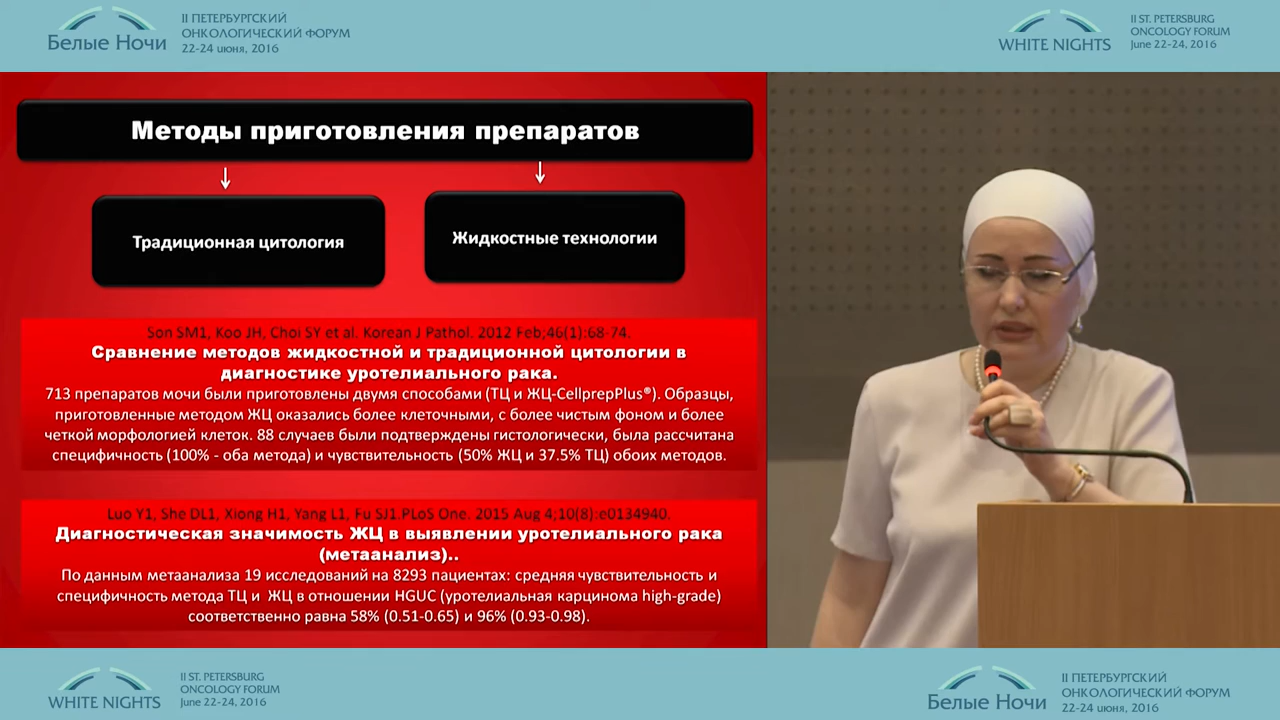 Белые Ночи
II ПЕТЕРБУРГСКИЙ
ОНКОЛОГИЧЕСКИЙ ФОРУМ
22-24 июня, 2016
WHITE NIGHTS
II ST. PETERSBURG
ONCOLOGY FORUM
June 22-24, 2016
Методы приготовления препаратов
Традиционная цитология
Жидкостные технологии
Son SM1, Koo JH, Choi SY et al. Korean J Pathol. 2012 Feb;46(1):68-74.
Сравнение методов жидкостной и традиционной цитологии в
диагностике уротелиального рака.
713 препаратов мочи были приготовлены двумя способами (ТЦ и ЖЦ-CellprepPlus®). Образцы,
приготовленные методом ЖЦ оказались более клеточными, с более чистым фоном и более
четкой морфологией клеток. 88 случаев были подтверждены гистологически, была рассчитана
специфичность (100% - оба метода) и чувствительность (50% ЖЦ и 37.5% ТЦ) обоих методов.
Luo Y1, She DL1, Xiong H1, Yang L1, Fu SJ1.PLoS One. 2015 Aug 4;10(8):e0134940.
Диагностическая значимость ЖЦ в выявлении уротелиального рака
(метаанализ)..
По данным метаанализа 19 исследований на 8293 пациентах: средняя чувствительность и
специфичность метода ТЦ и ЖЦ в отношении HGUC (уротелиальная карцинома high-grade)
соответственно равна 58% (0.51-0.65) и 96% (0.93-0.98).
WHITE NIGHTS
II ST. PETERSBURG
ONCOLOGY FORUM
June 22-24, 2016
Белые Ночи
II ПЕТЕРБУРГСКИЙ
ОНКОЛОГИЧЕСКИЙ ФОРУМ
22-24 июня, 2016